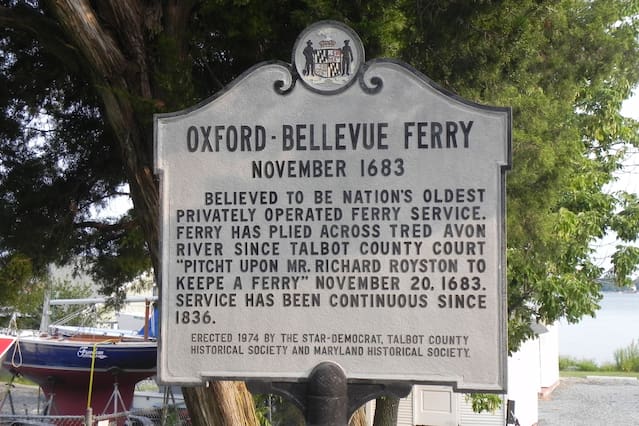 OXFORD-BELLEVUE FERRY
NOVEMBER 1683
BELIEVED TO BE NATION'S OLDEST
PRIVATELY OPERATED FERRY SERVICE.
FERRY HAS PLIED ACROSS TRED AVON
RIVER SINCE TALBOT COUNTY COURT
"PITCHT UPON MR. RICHARD ROYSTON TO
KEEPE A FERRY" NOVEMBER 20, 1683.
SERVICE HAS BEEN CONTINUOUS SINCE
1836.
ERECTED 1974 BY THE STAR-DEMOCRAT, TALBOT COUNTY
HISTORICAL SOCIETY AND MARYLAND HISTORICAL SOCIETY.